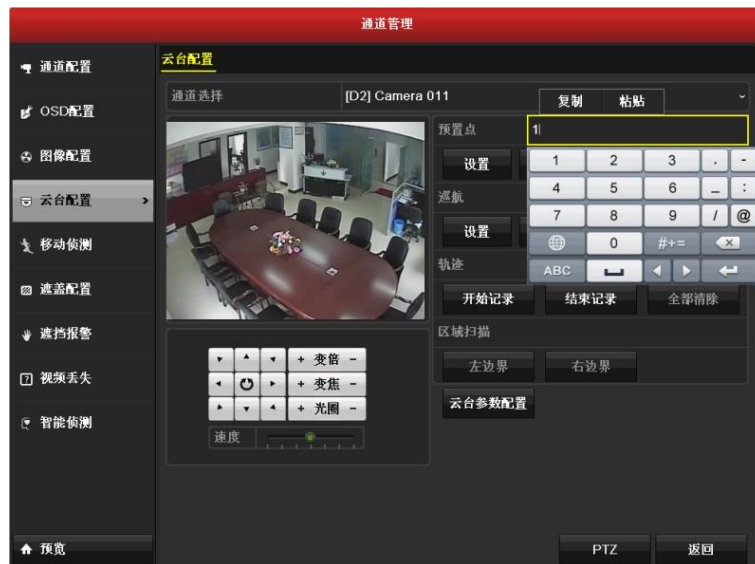 通道管理
通道配置
OSD配置
图像配置
云台配置
移动侦测
遮盖配置
遮挡报警
视频丢失
智能侦测
预览
云台配置
通道选择 [D2] Camera 011
复制 粘贴
预置点 1
设置
巡航
设置
轨迹
开始记录 结束记录 全部清除
区域扫描
左边界 右边界
云台参数配置
1 2 3 . -
4 5 6 _ :
7 8 9 / @
0 #+=
ABC
+ 变倍 -
+ 变焦 -
+ 光圈 -
速度
PTZ 返回